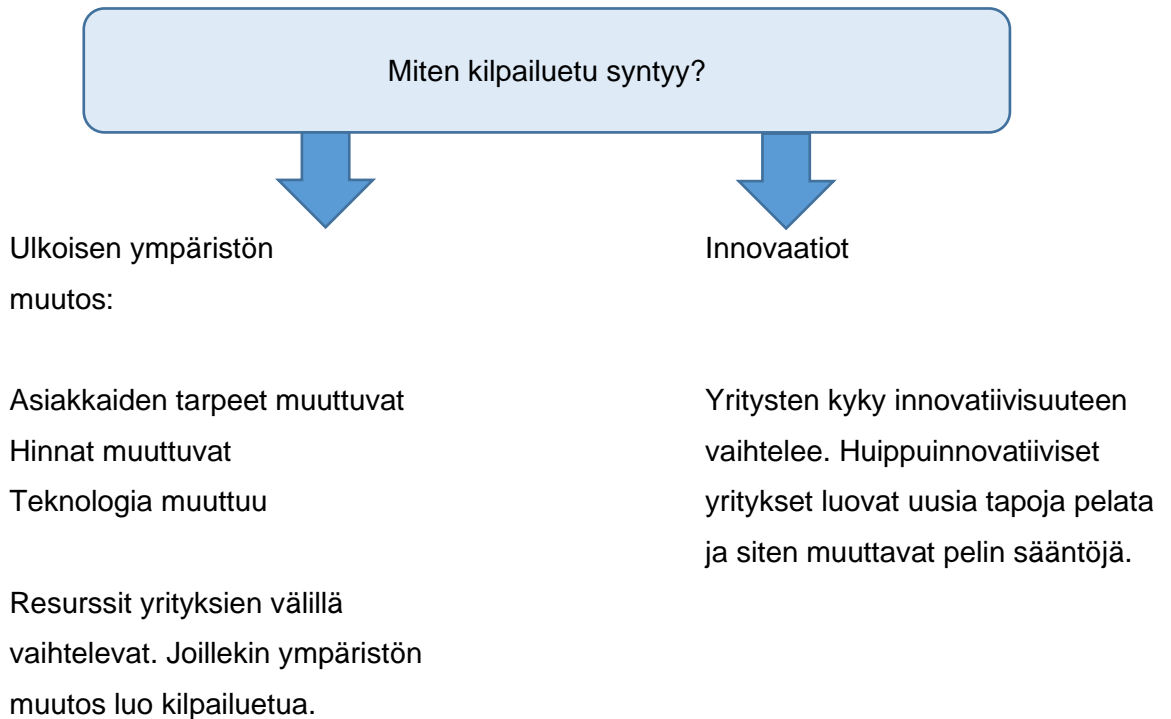 Miten kilpailuetu syntyy?
Ulkoisen ympäristön
muutos:
Asiakkaiden tarpeet muuttuvat
Hinnat muuttuvat
Teknologia muuttuu
Resurssit yrityksien välillä
vaihtelevat. Joillekin ympäristön
muutos luo kilpailuetua.
Innovaatiot
Yritysten kyky innovatiivisuuteen
vaihtelee. Huippuinnovatiiviset
yritykset luovat uusia tapoja pelata
ja siten muuttavat pelin sääntöjä.